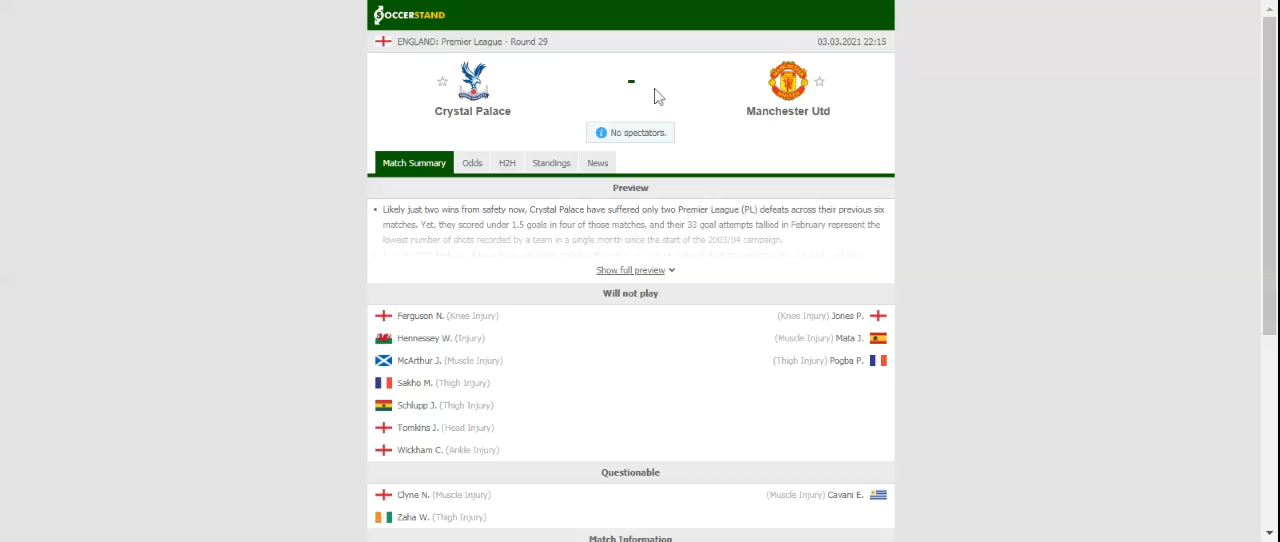 SOCCERSTAND
ENGLAND: Premier League - Round 29
03.03.2021 22:15
Crystal Palace
-
Manchester Utd
No spectators.
Match Summary
Odds
H2H
Standings
News
Preview
• Likely just two wins from safety now, Crystal Palace have suffered only two Premier League (PL) defeats across their previous six
matches. Yet, they scored under 1.5 goals in four of those matches, and their 33 goal attempts tallied in February represent the
lowest number of shots recorded by a team in a single month since the start of the 2003/04 campaign.
Show full preview
Will not play
Ferguson N. (Knee Injury)
(Knee Injury) Jones P.
Hennessey W. (Injury)
(Muscle Injury) Mata J.
McArthur J. (Muscle Injury)
(Thigh Injury) Pogba P.
Sakho M. (Thigh Injury)
Schlupp J. (Thigh Injury)
Tomkins J. (Head Injury)
Wickham C. (Ankle Injury)
Questionable
Clyne N. (Muscle Injury)
(Muscle Injury) Cavani E.
Zaha W. (Thigh Injury)
Match Information